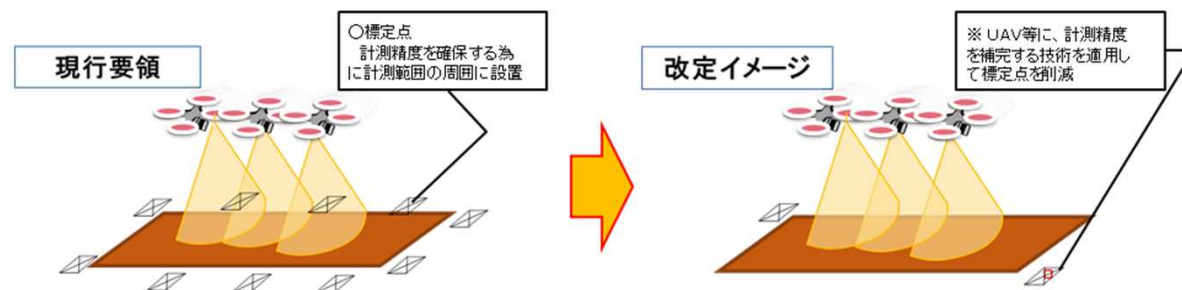 現行要領
○標定点
計測精度を確保する為
に計測範囲の周囲に設置
改定イメージ
※ UAV等に、計測精度
を補完する技術を適用し
て標定点を削減